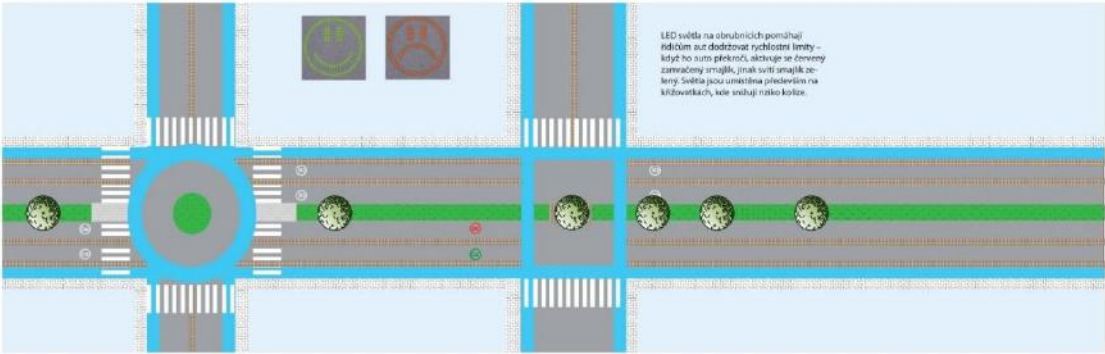 LED světla na obrubnících pomáhají
řidičům aut dodržovat rychlostní limity –
když ho auto překročí, aktivuje se červený
zamračený smajlík, jinak svítí smajlík ze-
lený. Světla jsou umístěna především na
křižovatkách, kde snižují riziko kolize.